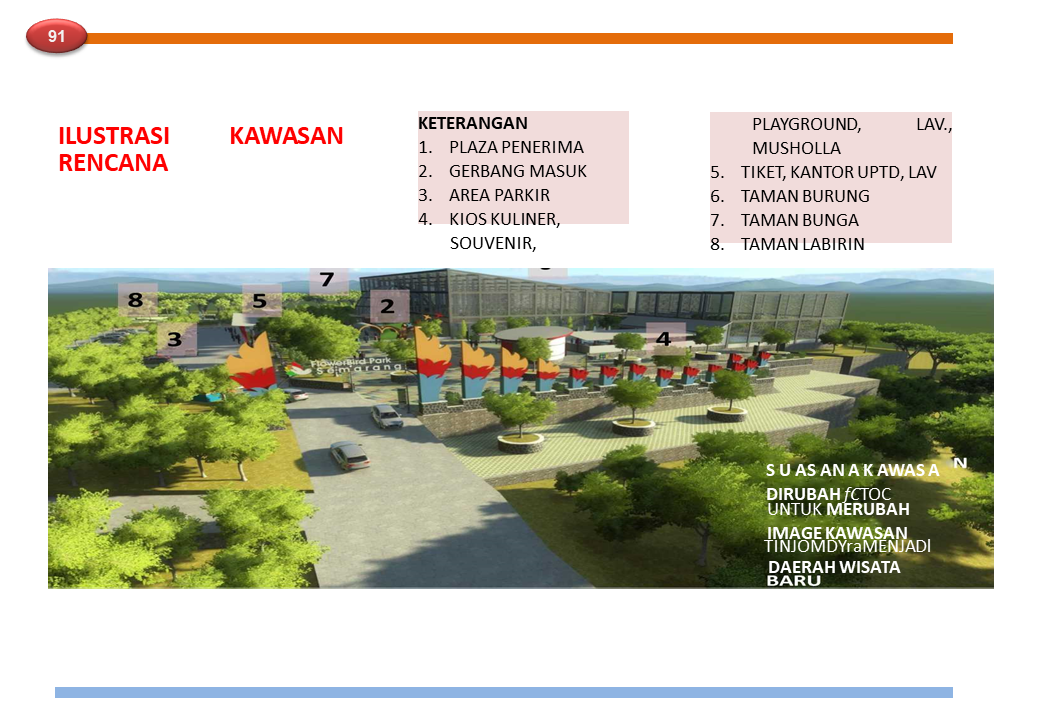 91
ILUSTRASI KAWASAN
RENCANA
KETERANGAN
1. PLAZA PENERIMA
2. GERBANG MASUK
3. AREA PARKIR
4. KIOS KULINER,
SOUVENIR,
PLAYGROUND, LAV.,
MUSHOLLA
5. TIKET, KANTOR UPTD, LAV
6. TAMAN BURUNG
7. TAMAN BUNGA
8. TAMAN LABIRIN
7
8
5
2
3
4
FlowerBird Park
Semarang
S U AS AN A K AWAS A N
DIRUBAH fCTOC
UNTUK MERUBAH
IMAGE KAWASAN
TINJOMDYraMENJADI
DAERAH WISATA
BARU